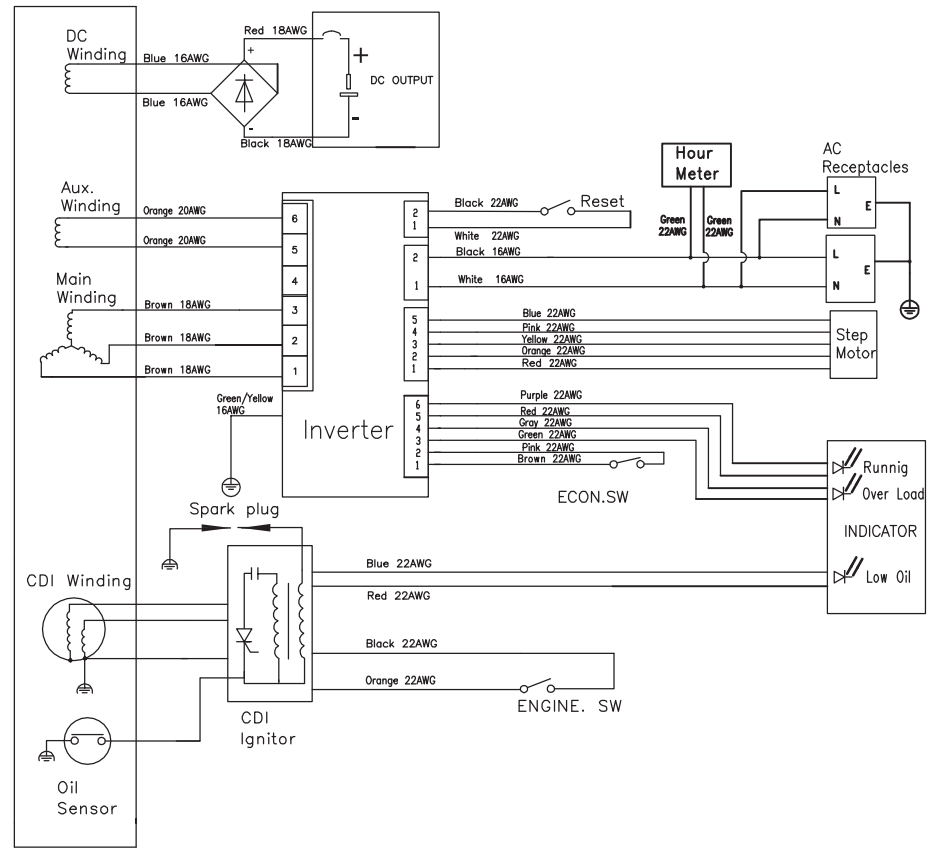 DC
Winding
Blue 16AWG
Blue 16AWG
Red 18AWG
+
-
Black 18AWG
+
DC OUTPUT
-
Aux.
Winding
Orange 20AWG
Orange 20AWG
Main
Winding
Brown 18AWG
Brown 18AWG
Brown 18AWG
Green/Yellow
16AWG
6
5
4
3
2
1
Inverter
2
1
2
1
5
4
3
2
1
6
5
4
3
2
1
Black 22AWG
Reset
White 22AWG
Black 16AWG
White 16AWG
Hour
Meter
Green
22AWG
Green
22AWG
AC
Receptacles
L
E
N
L
E
N
Blue 22AWG
Pink 22AWG
Yellow 22AWG
Orange 22AWG
Red 22AWG
Step
Motor
Purple 22AWG
Red 22AWG
Gray 22AWG
Green 22AWG
Pink 22AWG
Brown 22AWG
ECON.SW
Runnig
Over Load
INDICATOR
Low Oil
Spark plug
CDI Winding
Blue 22AWG
Red 22AWG
Black 22AWG
Orange 22AWG
ENGINE. SW
CDI
Ignitor
Oil
Sensor